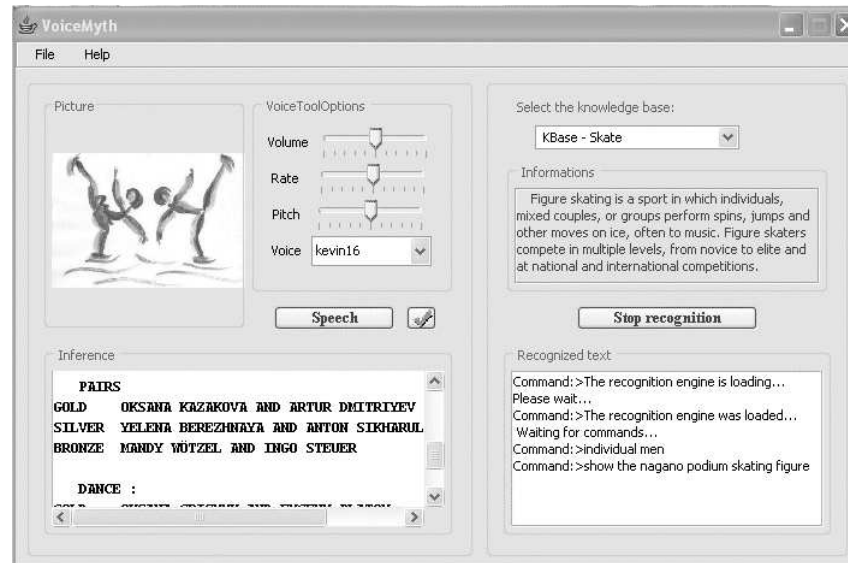 VoiceMyth
File Help
Picture
VoiceToolOptions
Volume
Rate
Pitch
Voice kevin16
Speech
Inference
PAIRS
GOLD OKSANA KAZAKOVA AND ARTUR DMITRIYEV
SILVER YELENA BEREZHNAYA AND ANTON SIKHARUL
BRONZE MANDY WÖTZEL AND INGO STEUER
DANCE :
Select the knowledge base:
KBase - Skate
Informations
Figure skating is a sport in which individuals,
mixed couples, or groups perform spins, jumps and
other moves on ice, often to music. Figure skaters
compete in multiple levels, from novice to elite and
at national and international competitions.
Stop recognition
Recognized text
Command:>The recognition engine is loading...
Please wait...
Command:>The recognition engine was loaded...
Waiting for commands...
Command:>individual men
Command:>show the nagano podium skating figure